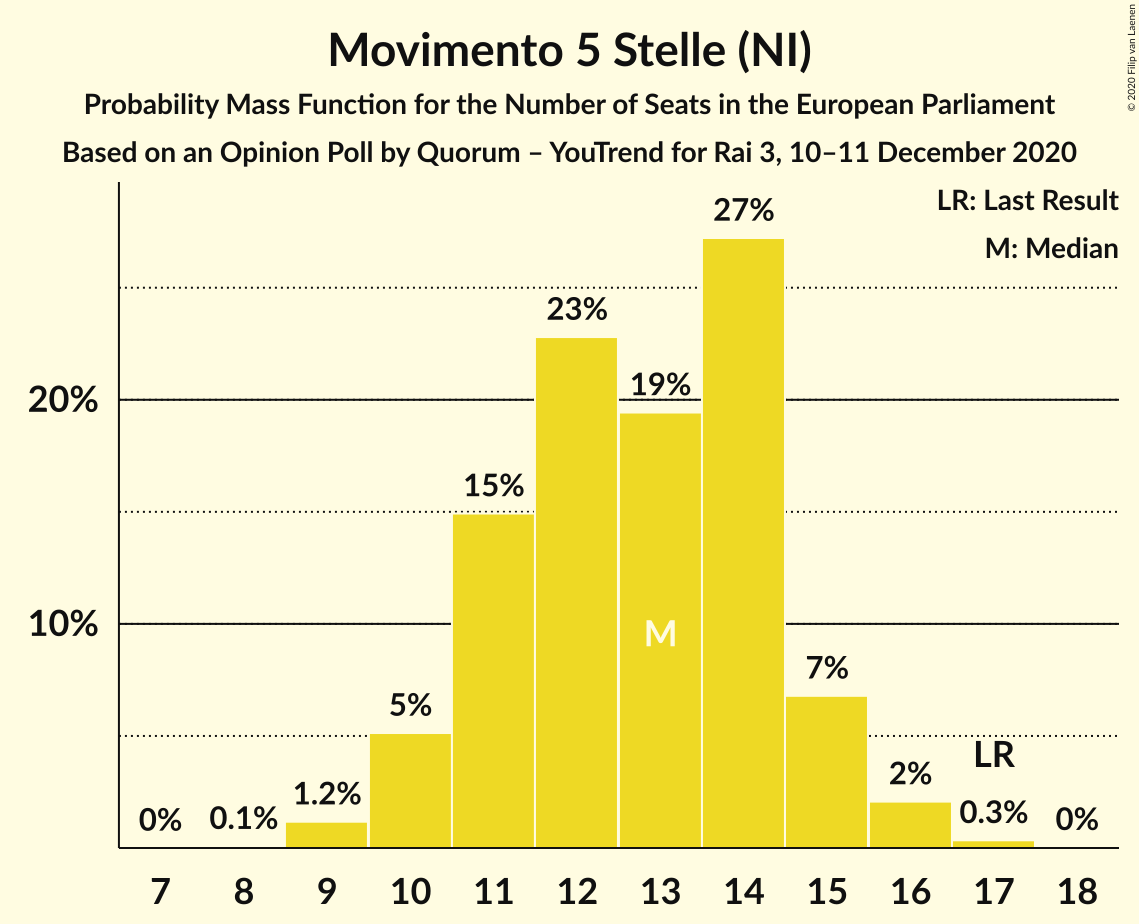 Movimento 5 Stelle (NI)
Probability Mass Function for the Number of Seats in the European Parliament
Based on an Opinion Poll by Quorum – YouTrend for Rai 3, 10–11 December 2020
© 2020 Filip van Laenen
LR: Last Result
M: Median
27%
23%
20%
19%
15%
10%
M
7%
5%
LR
2%
1.2%
0.3%
0%
0.1%
0%
7 8 9 10 11 12 13 14 15 16 17 18